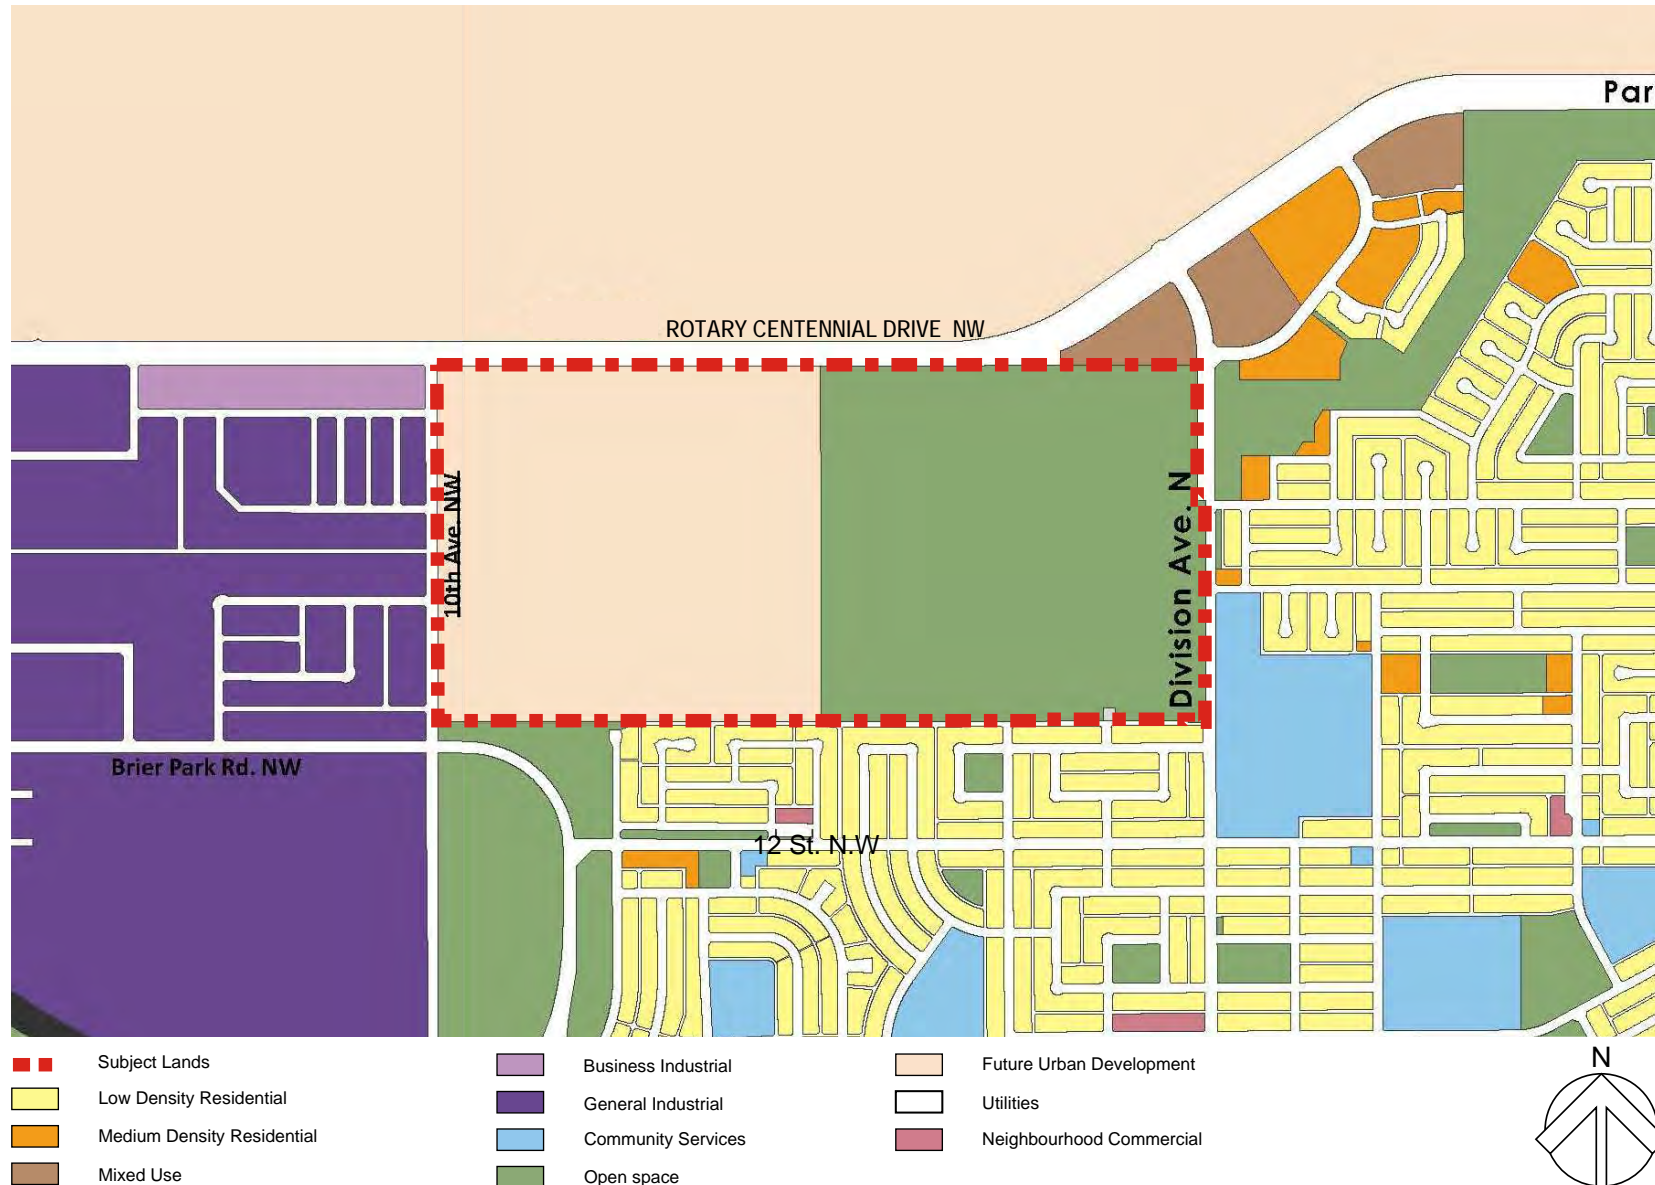 Par
ROTARY CENTENNIAL DRIVE NW
10th Ave. NW
Division Ave. N
Brier Park Rd. NW
12 St. N.W
Subject Lands
Low Density Residential
Medium Density Residential
Mixed Use
Business Industrial
General Industrial
Community Services
Open space
Future Urban Development
Utilities
Neighbourhood Commercial
N